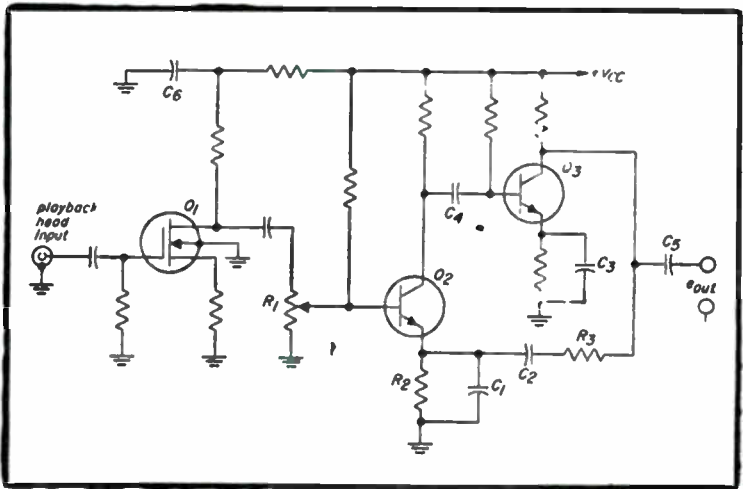 +VCC
C6
playback
head
input
Q1
Q3
C4
C3
C5
eout
Q2
R1
R3
C2
R2
C1